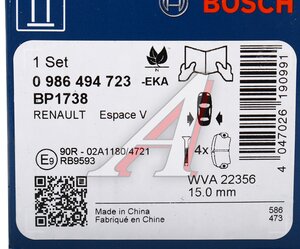 BOSCH
1 Set
0 986 494 723 -EKA
BP1738
RENAULT Espace V
4x
E9 90R - 02A1180/4721
RB9593
WVA 22356
15.0 mm
Made in China
Fabriqué en Chine
586
473
4 047026 190991